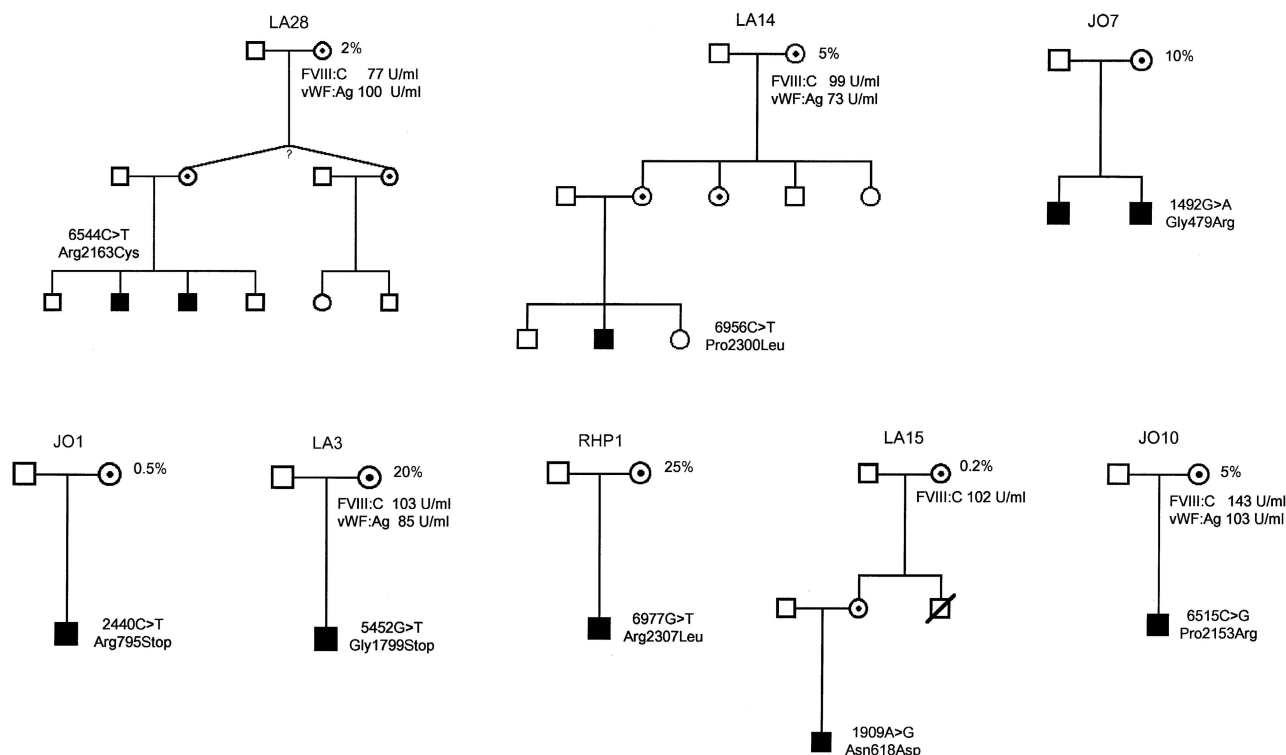 LA28
2%
FVIII:C 77 U/ml
vWF:Ag 100 U/ml
?
6544C>T
Arg2163Cys
LA14
5%
FVIII:C 99 U/ml
vWF:Ag 73 U/ml
6956C>T
Pro2300Leu
JO7
10%
1492G>A
Gly479Arg
JO1
0.5%
2440C>T
Arg795Stop
LA3
20%
FVIII:C 103 U/ml
vWF:Ag 85 U/ml
5452G>T
Gly1799Stop
RHP1
25%
6977G>T
Arg2307Leu
LA15
0.2%
FVIII:C 102 U/ml
1909A>G
Asn618Asp
JO10
5%
FVIII:C 143 U/ml
vWF:Ag 103 U/ml
6515C>G
Pro2153Arg